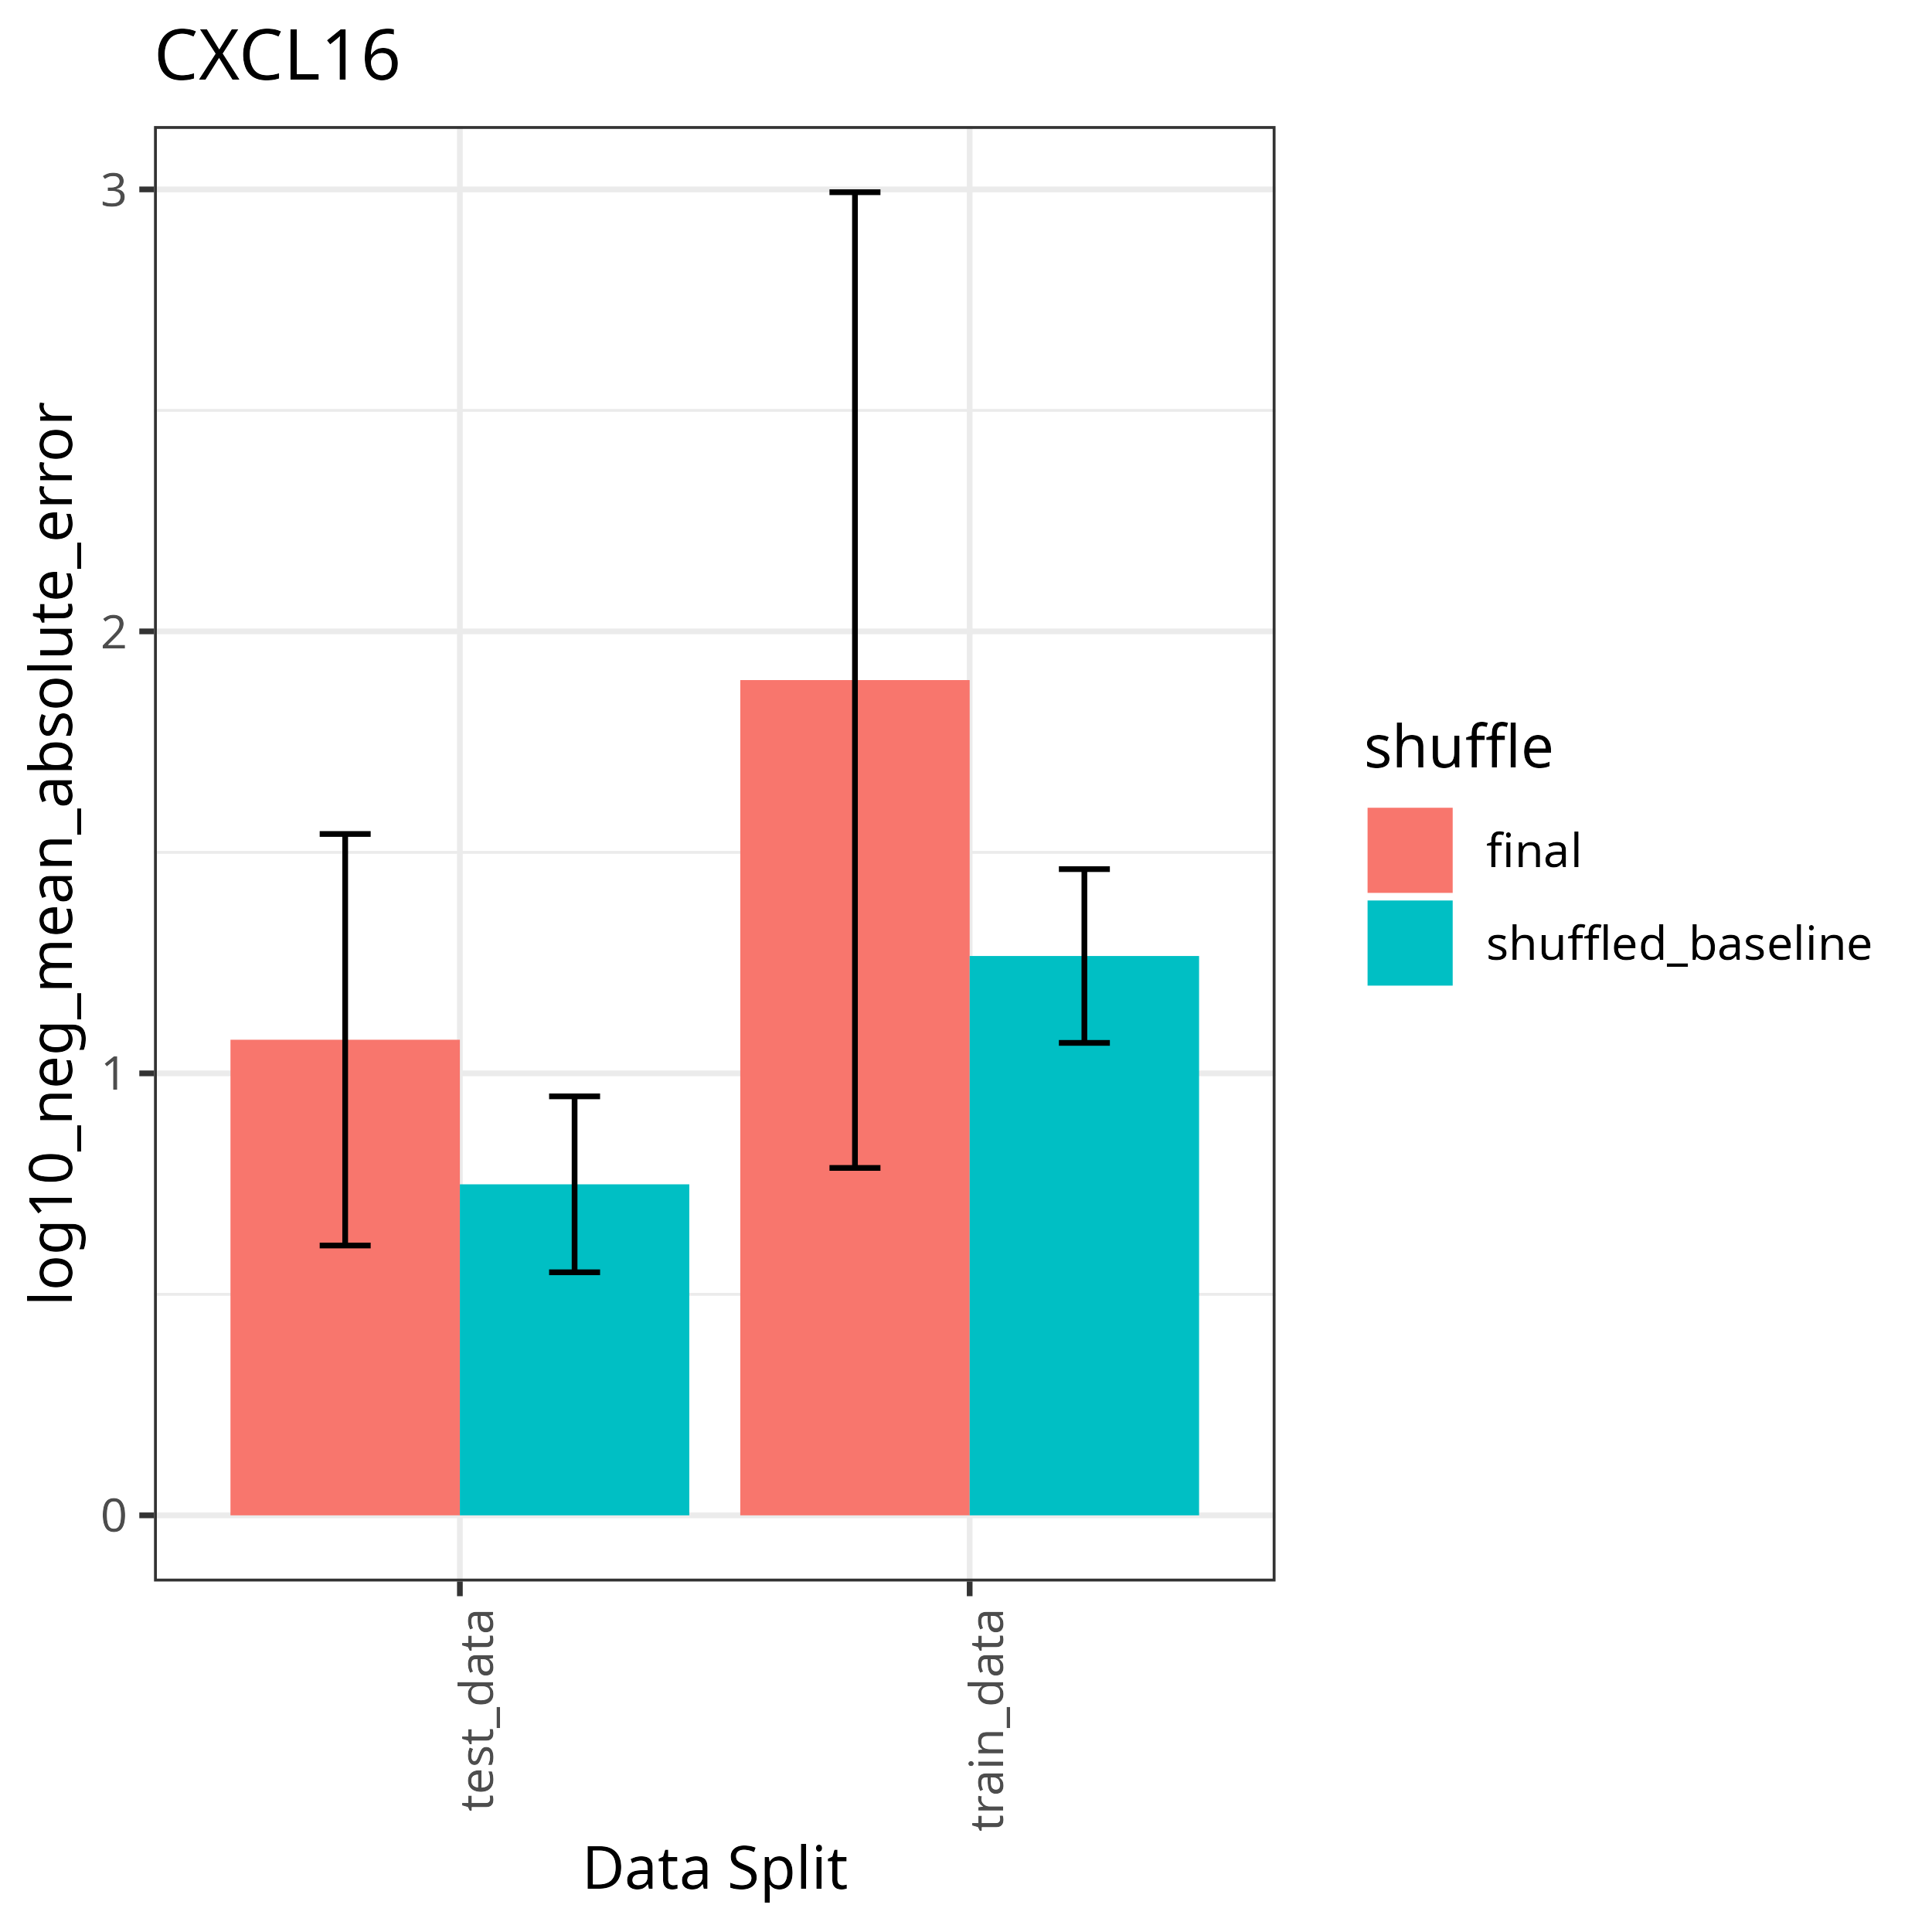 CXCL16
log10_neg_mean_absolute_error
3
2
1
0
test_data
train_data
Data Split
shuffle
final
shuffled_baseline